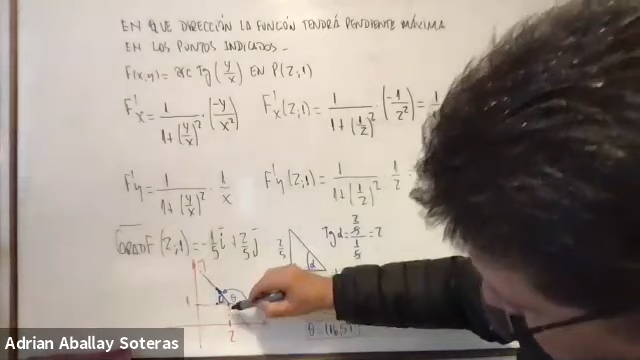 EN QUE DIRECCIÓN LA FUNCIÓN TENDRÁ PENDIENTE MÁXIMA
EN LOS PUNTOS INDICADOS.-
F(x,y)= arc Tg (y/x) EN P(2,1)
F'x = 1/(1+(y/x)²) · (-y/x²) F'x(2,1) = 1/(1+(1/2)²) · (-1/2²) =
F'y = 1/(1+(y/x)²) · 1/x F'y(2,1) = 1/(1+(1/2)²) · 1/2 =
GRAD F (2,1) = -1/5 i + 2/5 j 2/5 α Tg α = (2/5)/(1/5) = 2
1 α θ
2
Adrian Aballay Soteras